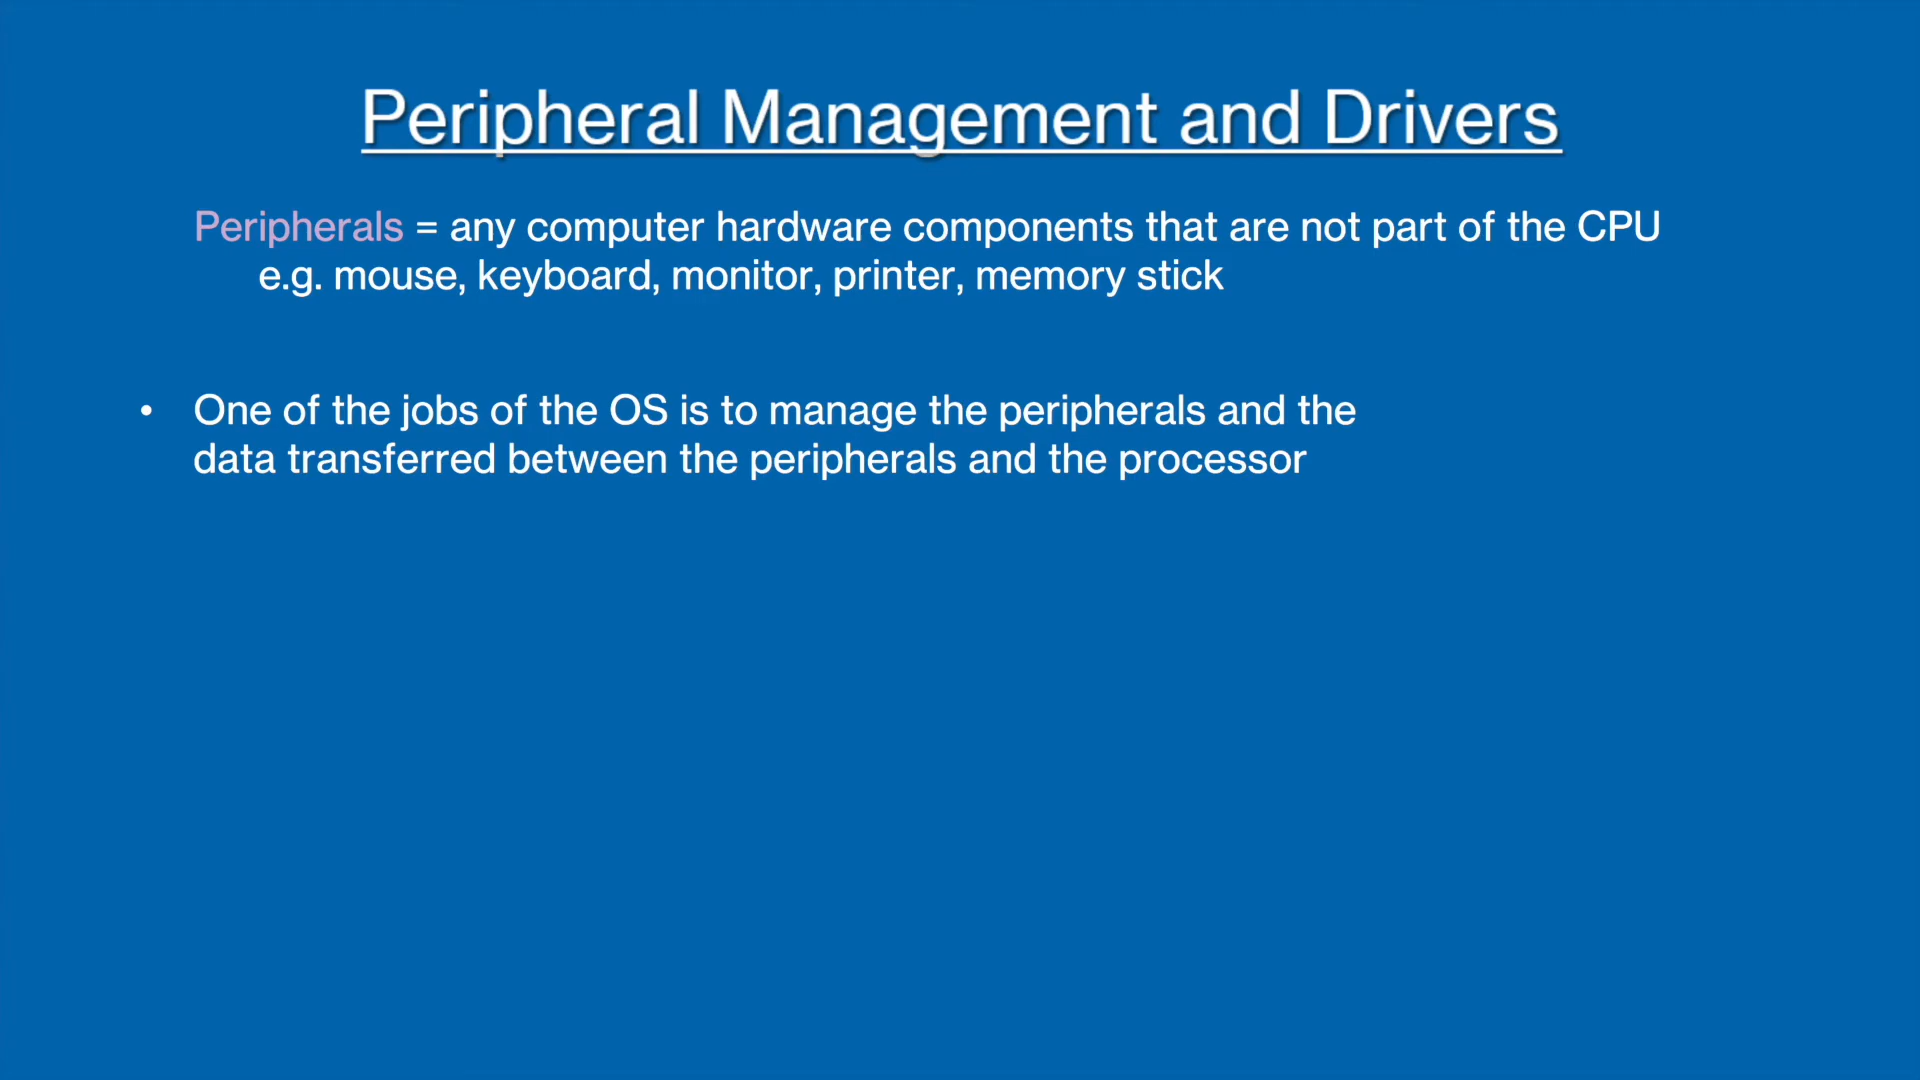 Peripheral Management and Drivers
Peripherals = any computer hardware components that are not part of the CPU
e.g. mouse, keyboard, monitor, printer, memory stick
• One of the jobs of the OS is to manage the peripherals and the
data transferred between the peripherals and the processor